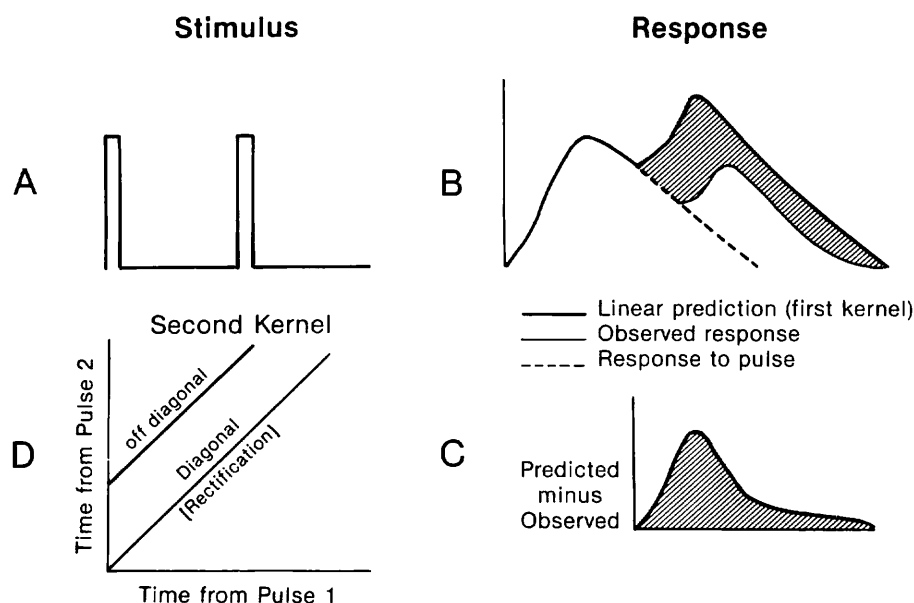 Stimulus
Response
A
B
Linear prediction (first kernel)
Observed response
Response to pulse
Second Kernel
D
Time from Pulse 2
off diagonal
Diagonal
[Rectification]
Time from Pulse 1
C
Predicted
minus
Observed